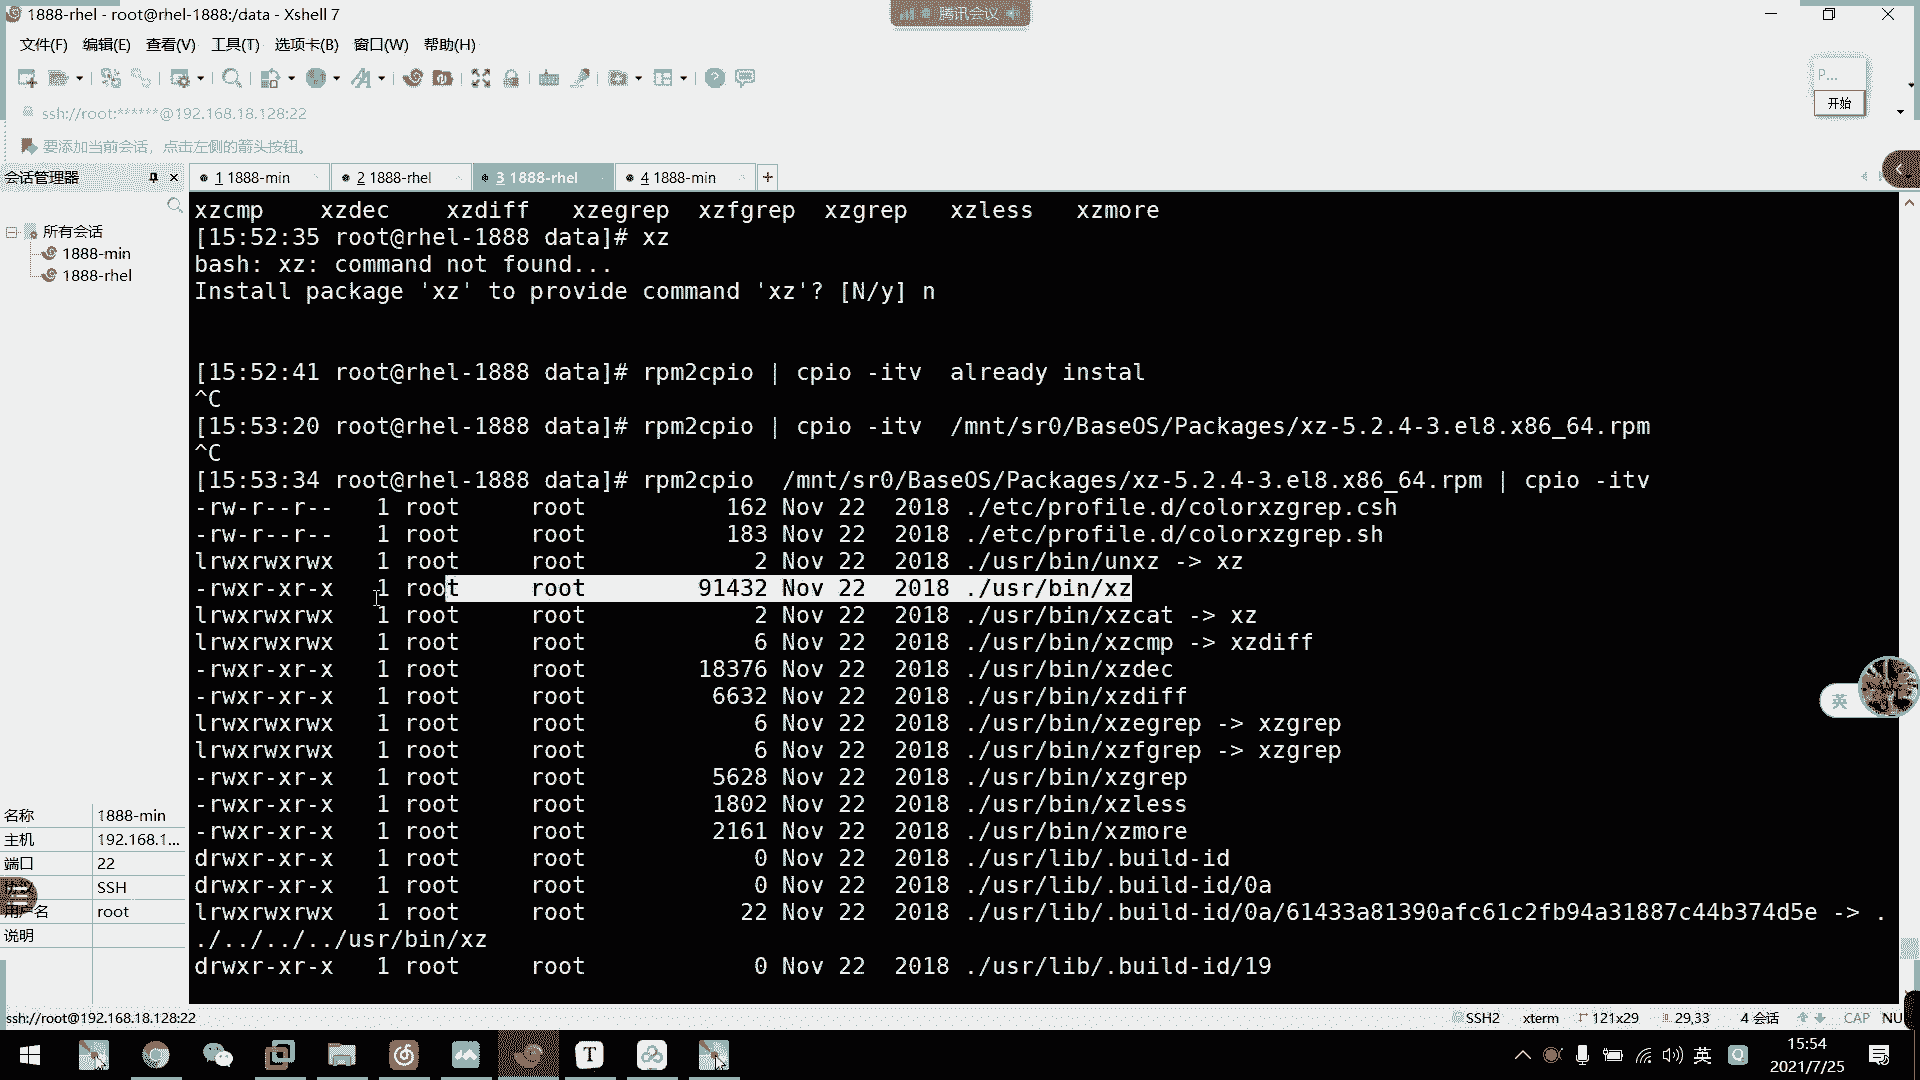 1888-rhel - root@rhel-1888:/data - Xshell 7
腾讯会议
文件(F) 编辑(E) 查看(V) 工具(T) 选项卡(B) 窗口(W) 帮助(H)
P...
开始
ssh://root:******@192.168.18.128:22
要添加当前会话，点击左侧的箭头按钮。
会话管理器
1 1888-min 2 1888-rhel 3 1888-rhel 4 1888-min
所有会话
1888-min
1888-rhel
xzcmp xzdec xzdiff xzegrep xzfgrep xzgrep xzless xzmore
[15:52:35 root@rhel-1888 data]# xz
bash: xz: command not found...
Install package 'xz' to provide command 'xz'? [N/y] n
[15:52:41 root@rhel-1888 data]# rpm2cpio | cpio -itv  already instal
^C
[15:53:20 root@rhel-1888 data]# rpm2cpio | cpio -itv  /mnt/sr0/BaseOS/Packages/xz-5.2.4-3.el8.x86_64.rpm
^C
[15:53:34 root@rhel-1888 data]# rpm2cpio  /mnt/sr0/BaseOS/Packages/xz-5.2.4-3.el8.x86_64.rpm | cpio -itv
-rw-r--r-- 1 root root 162 Nov 22 2018 ./etc/profile.d/colorxzgrep.csh
-rw-r--r-- 1 root root 183 Nov 22 2018 ./etc/profile.d/colorxzgrep.sh
lrwxrwxrwx 1 root root 2 Nov 22 2018 ./usr/bin/unxz -> xz
-rwxr-xr-x 1 root root 91432 Nov 22 2018 ./usr/bin/xz
lrwxrwxrwx 1 root root 2 Nov 22 2018 ./usr/bin/xzcat -> xz
lrwxrwxrwx 1 root root 6 Nov 22 2018 ./usr/bin/xzcmp -> xzdiff
-rwxr-xr-x 1 root root 18376 Nov 22 2018 ./usr/bin/xzdec
-rwxr-xr-x 1 root root 6632 Nov 22 2018 ./usr/bin/xzdiff
lrwxrwxrwx 1 root root 6 Nov 22 2018 ./usr/bin/xzegrep -> xzgrep
lrwxrwxrwx 1 root root 6 Nov 22 2018 ./usr/bin/xzfgrep -> xzgrep
-rwxr-xr-x 1 root root 5628 Nov 22 2018 ./usr/bin/xzgrep
-rwxr-xr-x 1 root root 1802 Nov 22 2018 ./usr/bin/xzless
-rwxr-xr-x 1 root root 2161 Nov 22 2018 ./usr/bin/xzmore
drwxr-xr-x 1 root root 0 Nov 22 2018 ./usr/lib/.build-id
drwxr-xr-x 1 root root 0 Nov 22 2018 ./usr/lib/.build-id/0a
lrwxrwxrwx 1 root root 22 Nov 22 2018 ./usr/lib/.build-id/0a/61433a81390afc61c2fb94a31887c44b374d5e -> .
./../../../usr/bin/xz
drwxr-xr-x 1 root root 0 Nov 22 2018 ./usr/lib/.build-id/19
英
名称 1888-min
主机 192.168.1...
端口 22
SSH
用户名 root
说明
ssh://root@192.168.18.128:22
SSH2 xterm 121x29 29,33 4 会话 CAP NU
英
15:54
2021/7/25